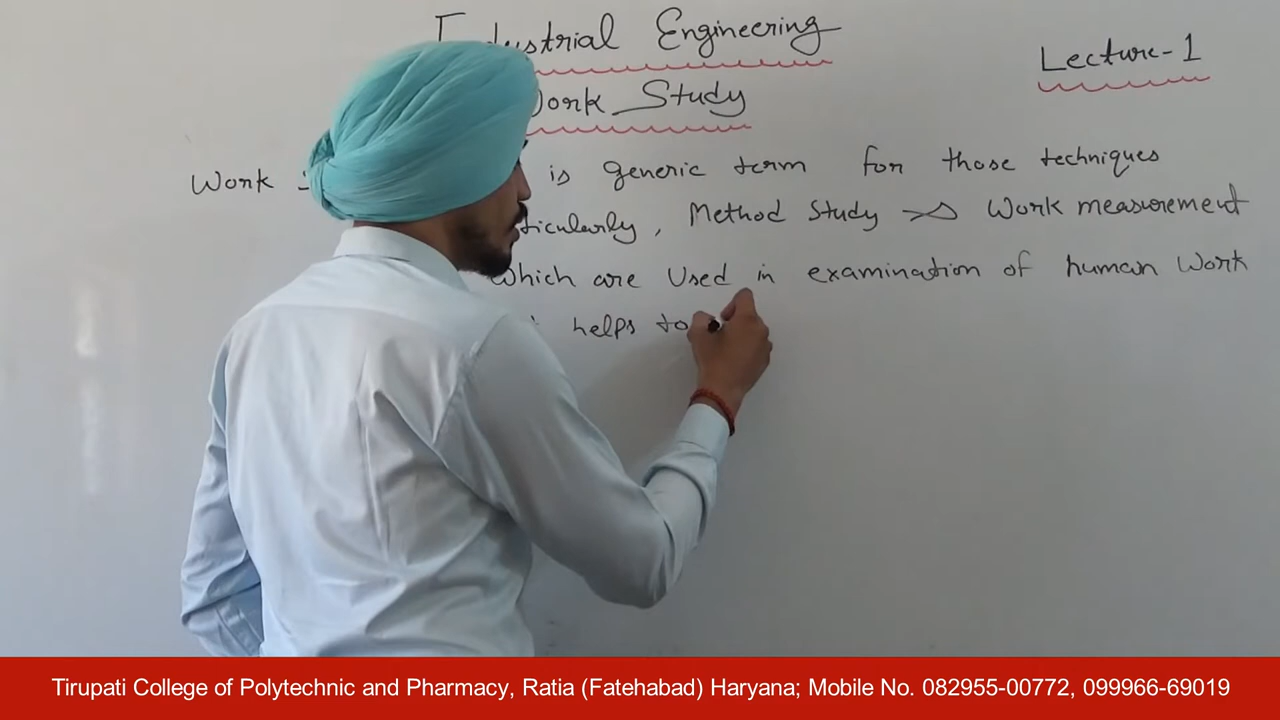 Industrial Engineering
Lecture-1
Work Study
Work is generic term for those techniques
ticularly, Method Study & Work measurement
Which are Used in examination of human Work
helps to
Tirupati College of Polytechnic and Pharmacy, Ratia (Fatehabad) Haryana; Mobile No. 082955-00772, 099966-69019